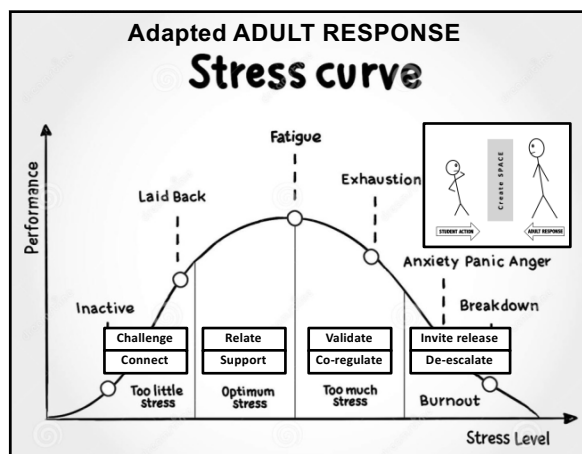 Adapted ADULT RESPONSE
Stress curve
Fatigue
Laid Back
Exhaustion
Create SPACE
STUDENT ACTION
ADULT RESPONSE
Performance
Anxiety Panic Anger
Inactive
Breakdown
Challenge
Connect
Relate
Support
Validate
Co-regulate
Invite release
De-escalate
Too little
stress
Optimum
stress
Too much
stress
Burnout
Stress Level